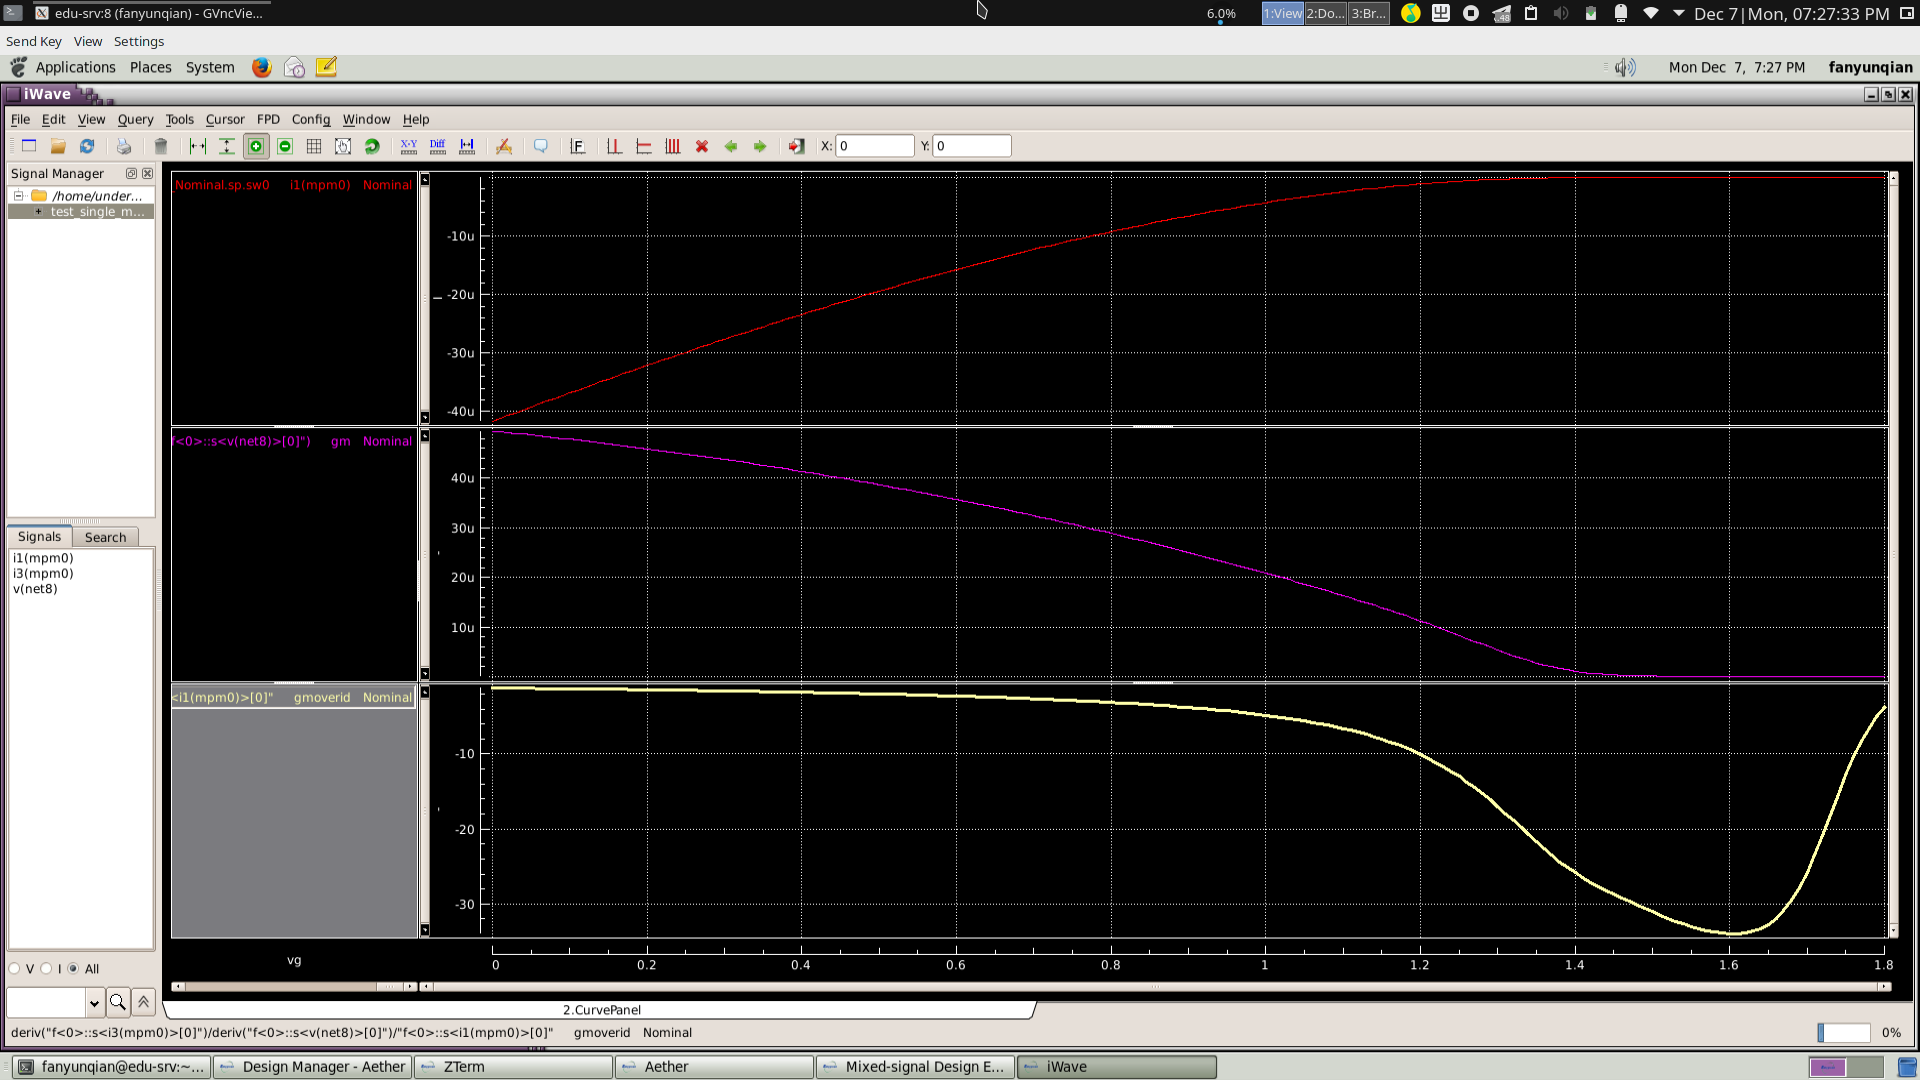 edu-srv:8 (fanyunqian) - GVncVie...
6.0%
1:View 2:Do... 3:Br...
.48
Dec 7|Mon, 07:27:33 PM
Send Key View Settings
Applications Places System
Mon Dec 7, 7:27 PM fanyunqian
iWave
File Edit View Query Tools Cursor FPD Config Window Help
X-Y Diff F X: 0 Y: 0
Signal Manager
/home/under...
test_single_m...
Signals Search
i1(mpm0)
i3(mpm0)
v(net8)
V I All
Nominal.sp.sw0 i1(mpm0) Nominal
-10u
-20u
-30u
-40u
f<0>::s<v(net8)>[0]") gm Nominal
40u
30u
20u
10u
<i1(mpm0)>[0]" gmoverid Nominal
-10
-20
-30
vg
0 0.2 0.4 0.6 0.8 1 1.2 1.4 1.6 1.8
2.CurvePanel
deriv("f<0>::s<i3(mpm0)>[0]")/deriv("f<0>::s<v(net8)>[0]")/"f<0>::s<i1(mpm0)>[0]" gmoverid Nominal
0%
fanyunqian@edu-srv:~... Design Manager - Aether ZTerm Aether Mixed-signal Design E... iWave